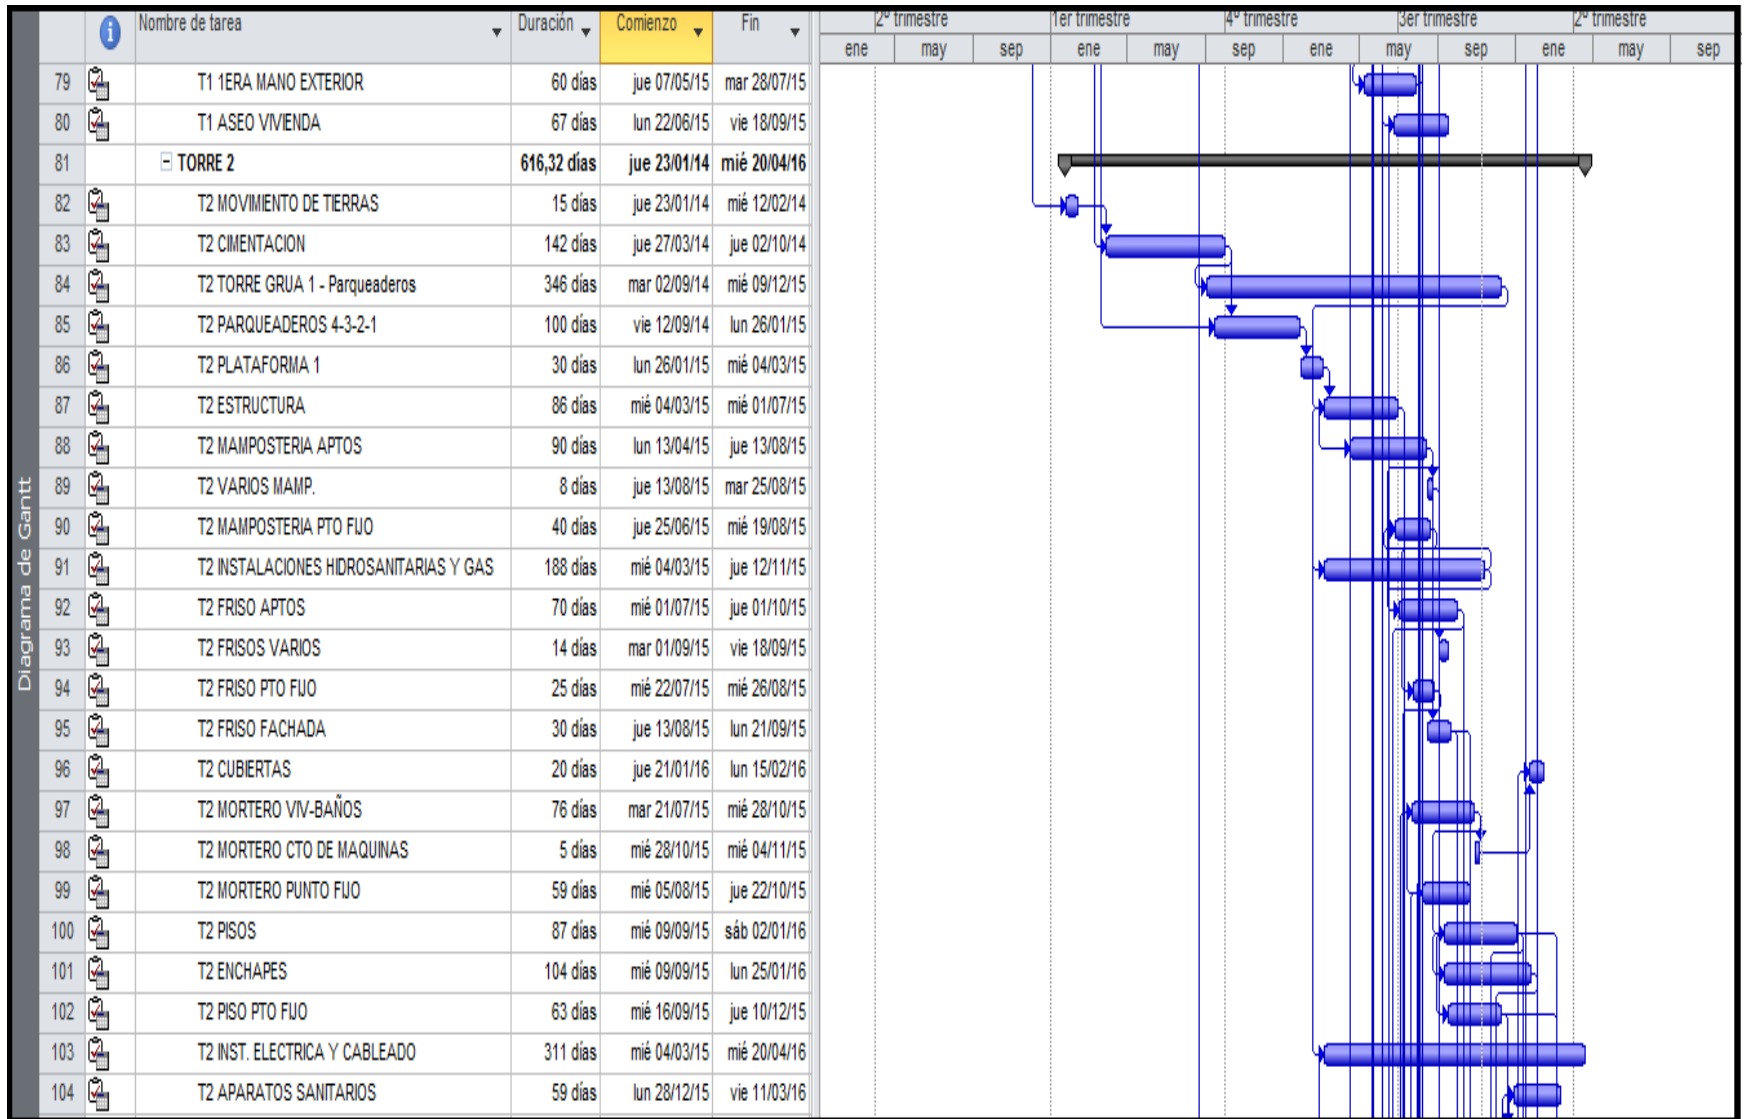 Nombre de tarea Duración Comienzo Fin 2º trimestre 1er trimestre 4º trimestre 3er trimestre 2º trimestre
ene may sep ene may sep ene may sep ene may sep
79 T1 1ERA MANO EXTERIOR 60 días jue 07/05/15 mar 28/07/15
80 T1 ASEO VIVIENDA 67 días lun 22/06/15 vie 18/09/15
81 TORRE 2 616,32 días jue 23/01/14 mié 20/04/16
82 T2 MOVIMIENTO DE TIERRAS 15 días jue 23/01/14 mié 12/02/14
83 T2 CIMENTACION 142 días jue 27/03/14 jue 02/10/14
84 T2 TORRE GRUA 1 - Parqueaderos 346 días mar 02/09/14 mié 09/12/15
85 T2 PARQUEADEROS 4-3-2-1 100 días vie 12/09/14 lun 26/01/15
86 T2 PLATAFORMA 1 30 días lun 26/01/15 mié 04/03/15
87 T2 ESTRUCTURA 86 días mié 04/03/15 mié 01/07/15
88 T2 MAMPOSTERIA APTOS 90 días lun 13/04/15 jue 13/08/15
89 T2 VARIOS MAMP. 8 días jue 13/08/15 mar 25/08/15
90 T2 MAMPOSTERIA PTO FIJO 40 días jue 25/06/15 mié 19/08/15
91 T2 INSTALACIONES HIDROSANITARIAS Y GAS 188 días mié 04/03/15 jue 12/11/15
92 T2 FRISO APTOS 70 días mié 01/07/15 jue 01/10/15
93 T2 FRISOS VARIOS 14 días mar 01/09/15 vie 18/09/15
94 T2 FRISO PTO FIJO 25 días mié 22/07/15 mié 26/08/15
95 T2 FRISO FACHADA 30 días jue 13/08/15 lun 21/09/15
96 T2 CUBIERTAS 20 días jue 21/01/16 lun 15/02/16
97 T2 MORTERO VIV-BAÑOS 76 días mar 21/07/15 mié 28/10/15
98 T2 MORTERO CTO DE MAQUINAS 5 días mié 28/10/15 mié 04/11/15
99 T2 MORTERO PUNTO FIJO 59 días mié 05/08/15 jue 22/10/15
100 T2 PISOS 87 días mié 09/09/15 sáb 02/01/16
101 T2 ENCHAPES 104 días mié 09/09/15 lun 25/01/16
102 T2 PISO PTO FIJO 63 días mié 16/09/15 jue 10/12/15
103 T2 INST. ELECTRICA Y CABLEADO 311 días mié 04/03/15 mié 20/04/16
104 T2 APARATOS SANITARIOS 59 días lun 28/12/15 vie 11/03/16
Diagrama de Gantt